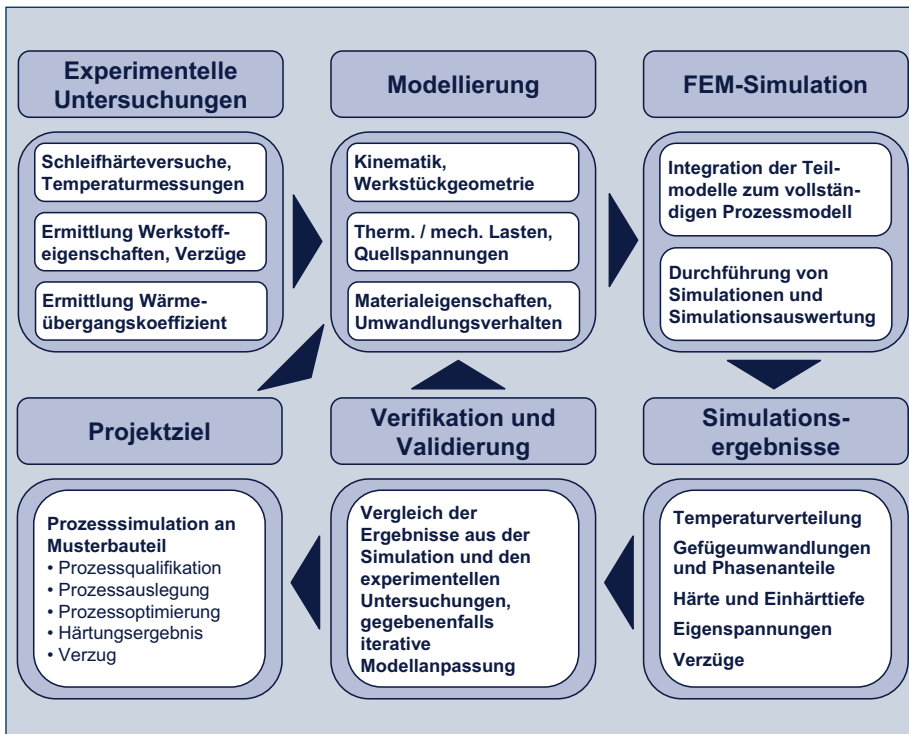 Experimentelle
Untersuchungen
Schleifhärteversuche,
Temperaturmessungen
Ermittlung Werkstoff-
eigenschaften, Verzüge
Ermittlung Wärme-
übergangskoeffizient
Modellierung
Kinematik,
Werkstückgeometrie
Therm. / mech. Lasten,
Quellspannungen
Materialeigenschaften,
Umwandlungsverhalten
FEM-Simulation
Integration der Teil-
modelle zum vollstän-
digen Prozessmodell
Durchführung von
Simulationen und
Simulationsauswertung
Projektziel
Prozesssimulation an
Musterbauteil
• Prozessqualifikation
• Prozessauslegung
• Prozessoptimierung
• Härtungsergebnis
• Verzug
Verifikation und
Validierung
Vergleich der
Ergebnisse aus der
Simulation und den
experimentellen
Untersuchungen,
gegebenenfalls
iterative
Modellanpassung
Simulations-
ergebnisse
Temperaturverteilung
Gefügeumwandlungen
und Phasenanteile
Härte und Einhärttiefe
Eigenspannungen
Verzüge